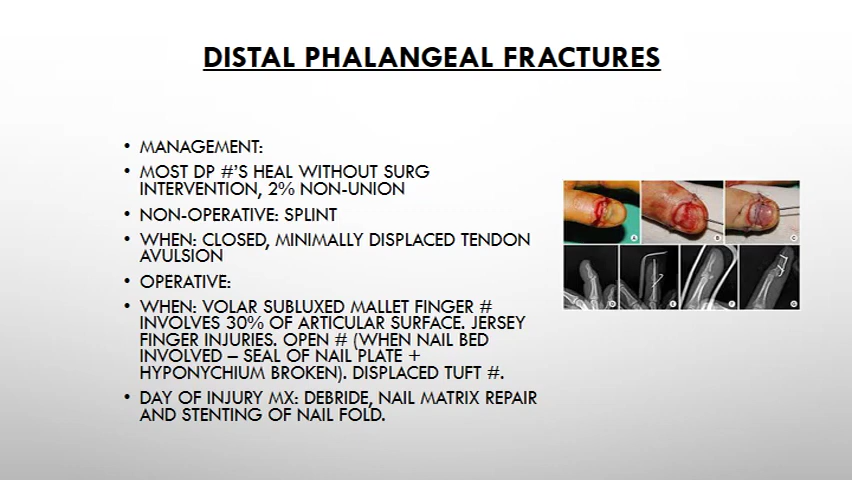 DISTAL PHALANGEAL FRACTURES
• MANAGEMENT:
• MOST DP #'S HEAL WITHOUT SURG
INTERVENTION, 2% NON-UNION
• NON-OPERATIVE: SPLINT
• WHEN: CLOSED, MINIMALLY DISPLACED TENDON
AVULSION
• OPERATIVE:
• WHEN: VOLAR SUBLUXED MALLET FINGER #
INVOLVES 30% OF ARTICULAR SURFACE. JERSEY
FINGER INJURIES. OPEN # (WHEN NAIL BED
INVOLVED – SEAL OF NAIL PLATE +
HYPONYCHIUM BROKEN). DISPLACED TUFT #.
• DAY OF INJURY MX: DEBRIDE, NAIL MATRIX REPAIR
AND STENTING OF NAIL FOLD.
A B C
D E F G